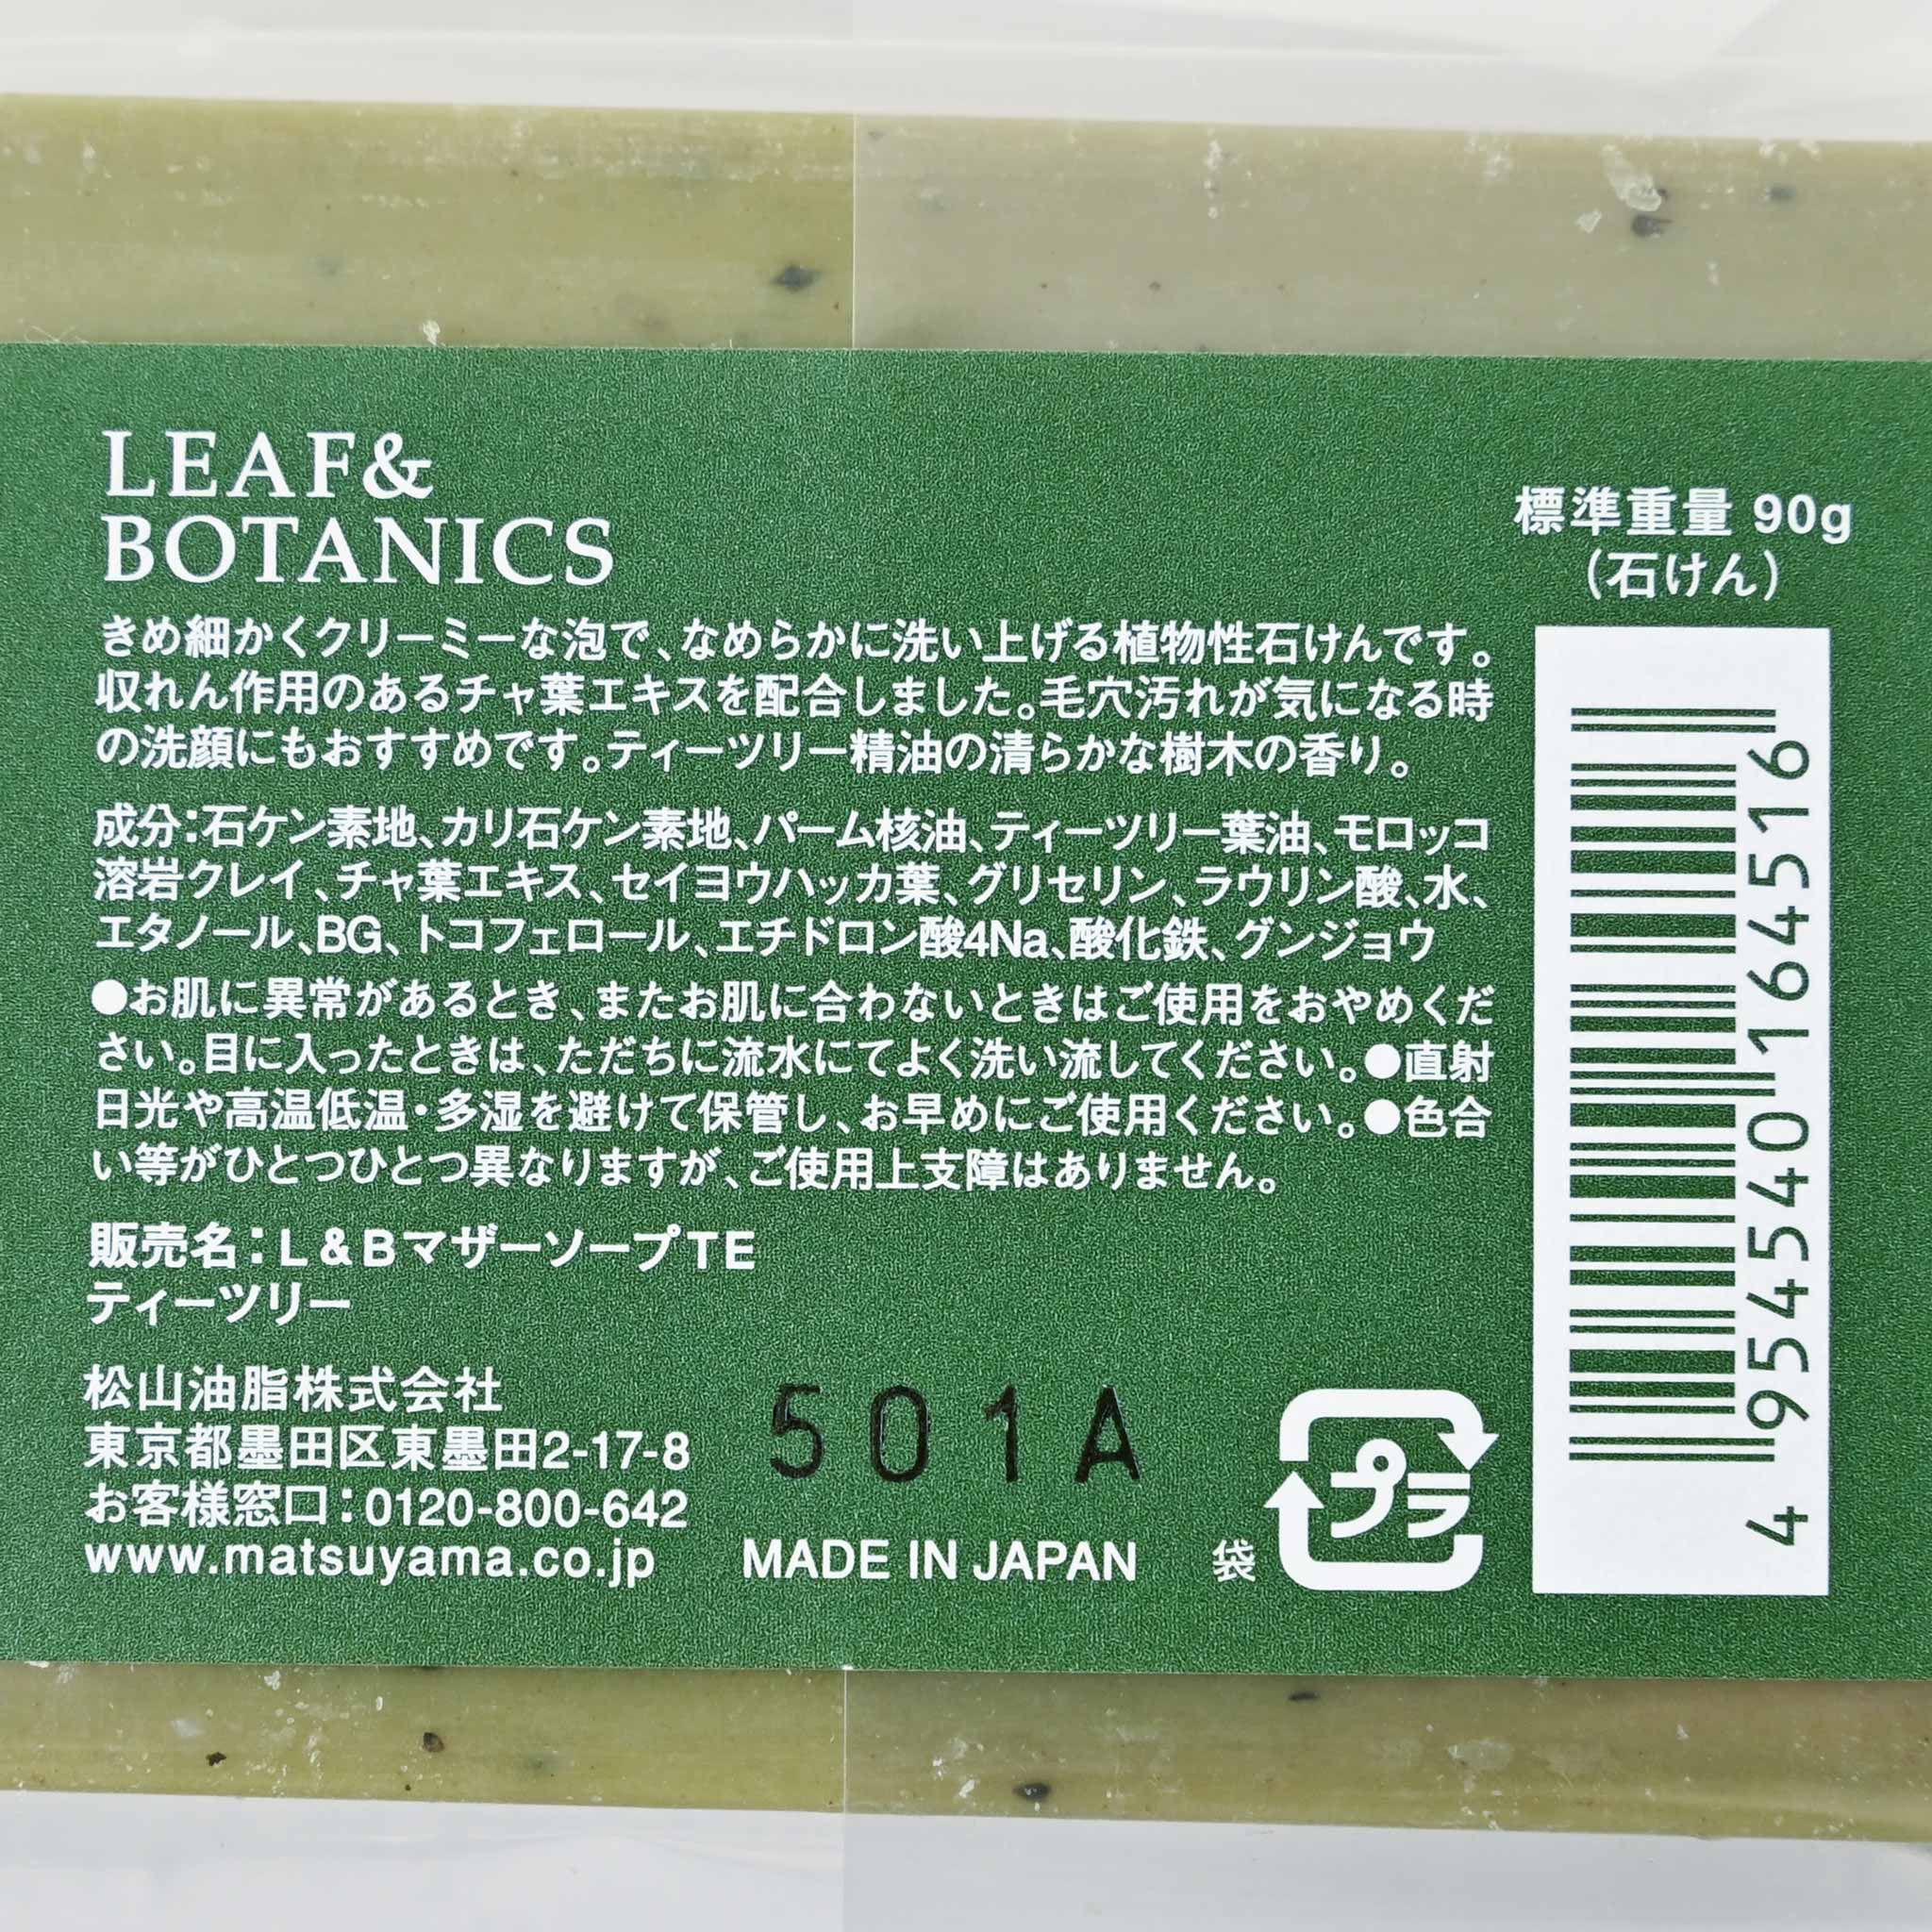 LEAF&
BOTANICS
標準重量 90g
(石けん)
きめ細かくクリーミーな泡で、なめらかに洗い上げる植物性石けんです。
収れん作用のあるチャ葉エキスを配合しました。毛穴汚れが気になる時
の洗顔にもおすすめです。ティーツリー精油の清らかな樹木の香り。
成分:石ケン素地、カリ石ケン素地、パーム核油、ティーツリー葉油、モロッコ
溶岩クレイ、チャ葉エキス、セイヨウハッカ葉、グリセリン、ラウリン酸、水、
エタノール、BG、トコフェロール、エチドロン酸4Na、酸化鉄、グンジョウ
●お肌に異常があるとき、またお肌に合わないときはご使用をおやめくだ
さい。目に入ったときは、ただちに流水にてよく洗い流してください。●直射
日光や高温低温・多湿を避けて保管し、お早めにご使用ください。●色合
い等がひとつひとつ異なりますが、ご使用上支障はありません。
販売名:L&BマザーソープTE
ティーツリー
松山油脂株式会社
東京都墨田区東墨田2-17-8
お客様窓口:0120-800-642
www.matsuyama.co.jp
501A
MADE IN JAPAN
袋
プラ
4 954540 164516